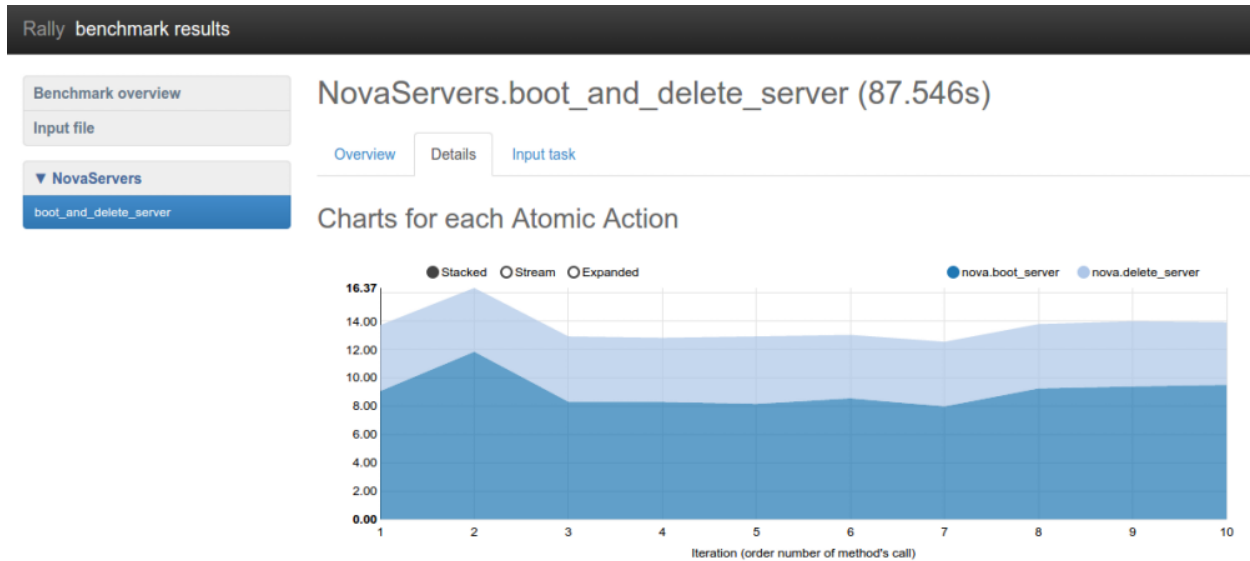 Rally benchmark results
Benchmark overview
Input file
▼ NovaServers
boot_and_delete_server
NovaServers.boot_and_delete_server (87.546s)
Overview Details Input task
Charts for each Atomic Action
Stacked Stream Expanded nova.boot_server nova.delete_server
16.37
14.00
12.00
10.00
8.00
6.00
4.00
2.00
0.00
1 2 3 4 5 6 7 8 9 10
Iteration (order number of method's call)